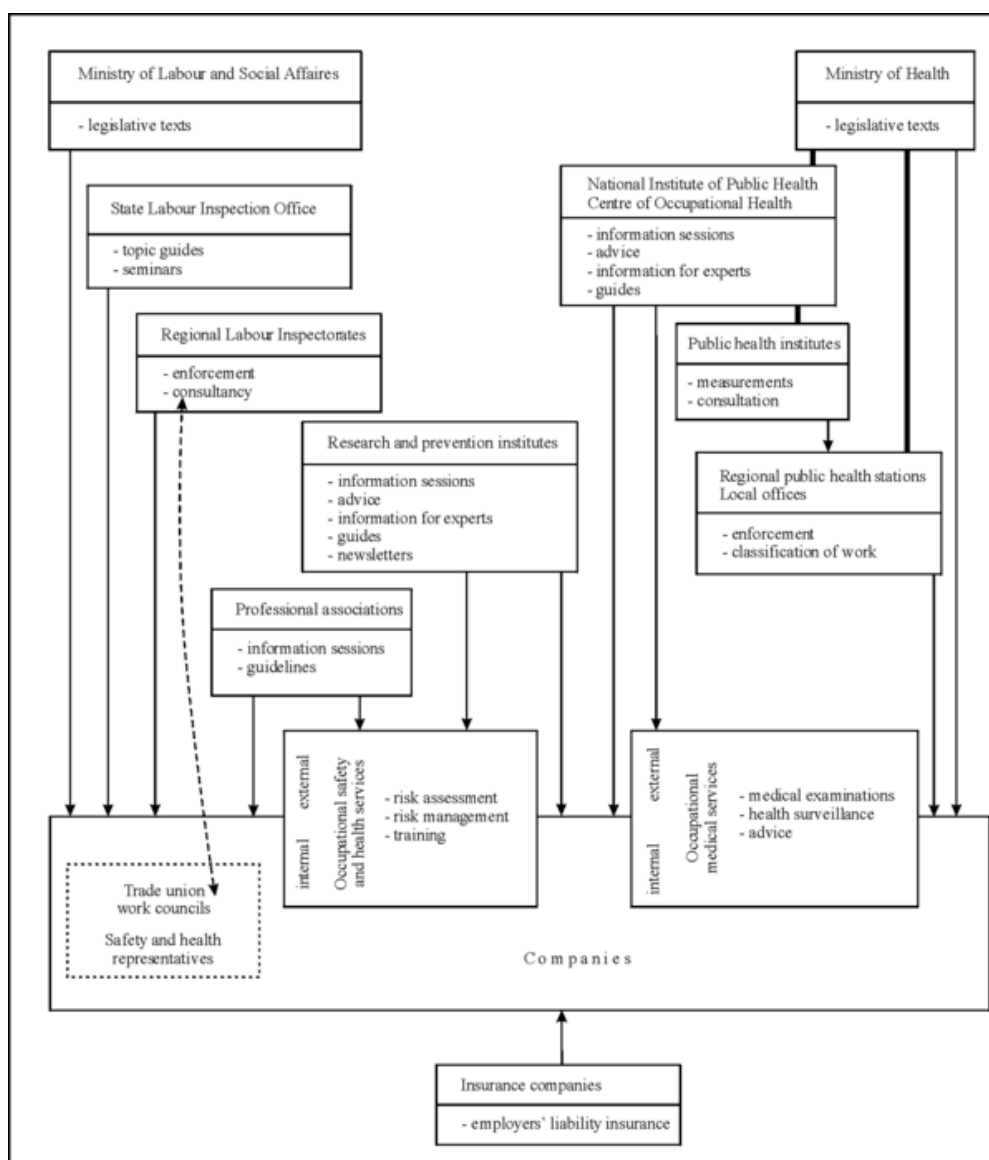 Ministry of Labour and Social Affaires
- legislative texts
Ministry of Health
- legislative texts
State Labour Inspection Office
- topic guides
- seminars
National Institute of Public Health
Centre of Occupational Health
- information sessions
- advice
- information for experts
- guides
Regional Labour Inspectorates
- enforcement
- consultancy
Public health institutes
- measurements
- consultation
Research and prevention institutes
- information sessions
- advice
- information for experts
- guides
- newsletters
Regional public health stations
Local offices
- enforcement
- classification of work
Professional associations
- information sessions
- guidelines
internal external
Occupational safety
and health services
- risk assessment
- risk management
- training
internal external
Occupational
medical services
- medical examinations
- health surveillance
- advice
Trade union
work councils
Safety and health
representatives
Companies
Insurance companies
- employers' liability insurance